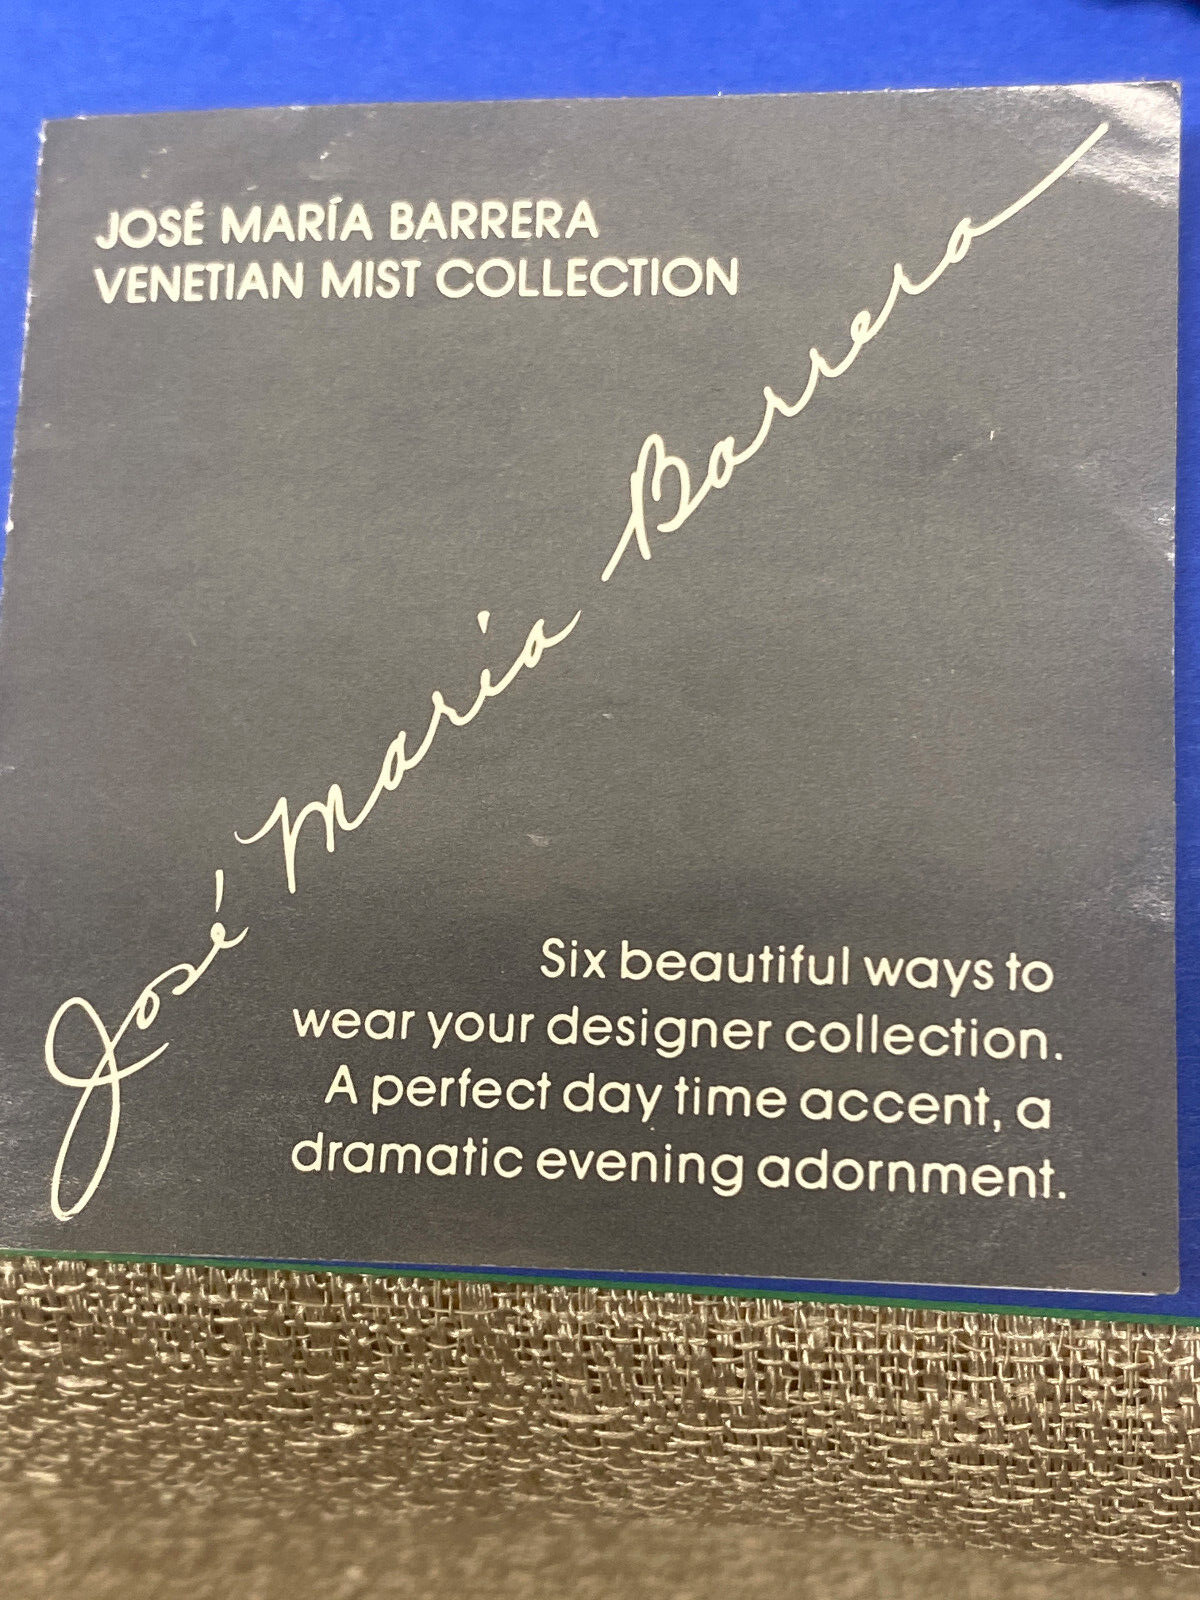 JOSÉ MARÍA BARRERA
VENETIAN MIST COLLECTION
José María Barrera
Six beautiful ways to
wear your designer collection.
A perfect day time accent, a
dramatic evening adornment.